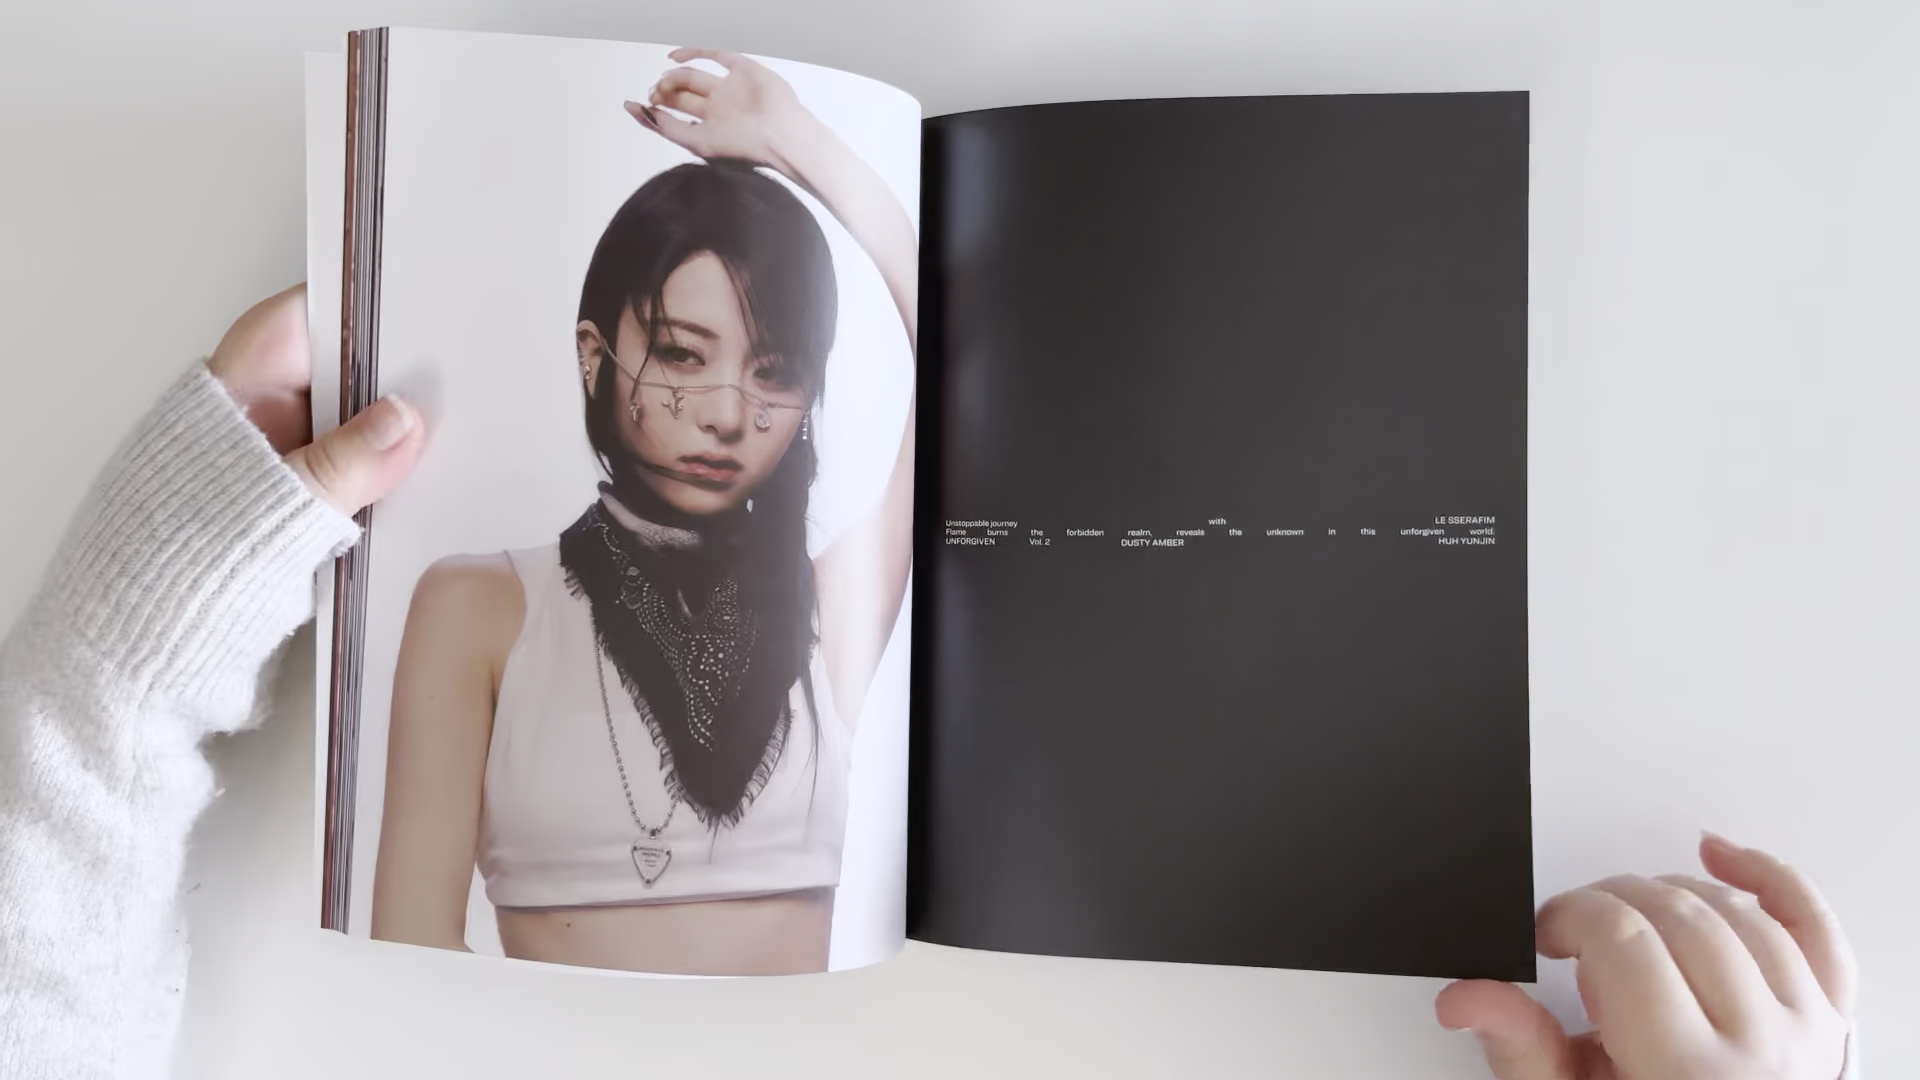 Unstoppable journey with LE SSERAFIM
Flame burns the forbidden realm, reveals the unknown in this unforgiven world.
UNFORGIVEN Vol. 2 DUSTY AMBER HUH YUNJIN